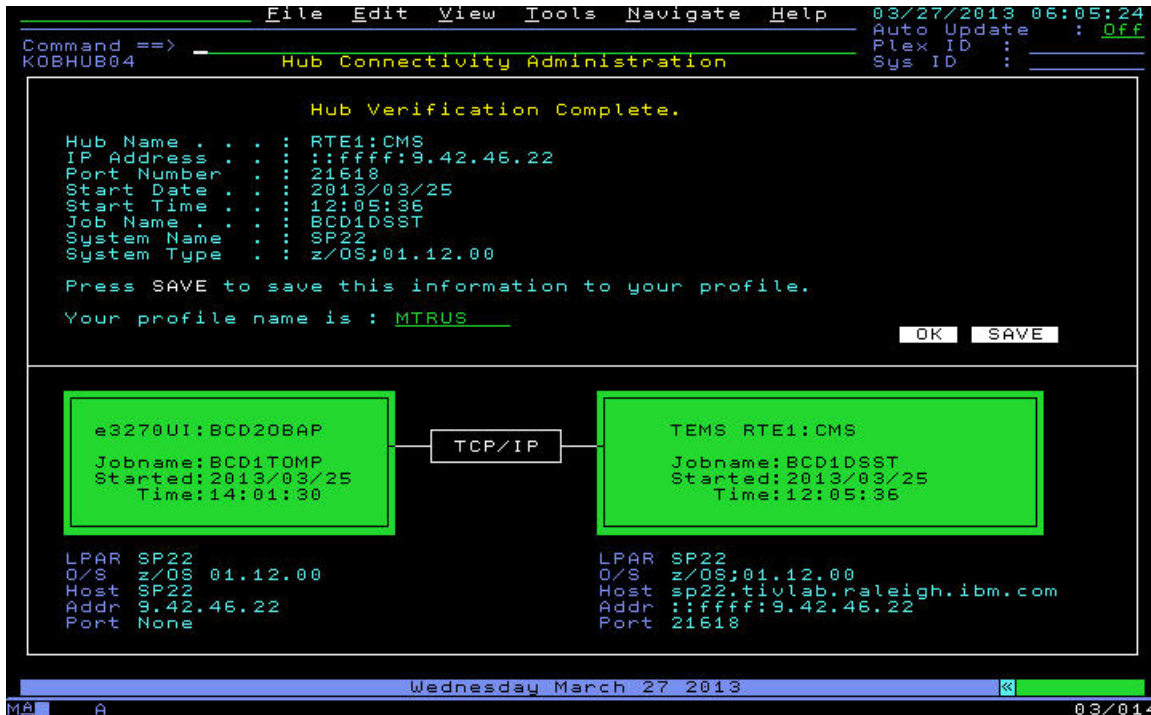 File Edit View Tools Navigate Help 03/27/2013 06:05:24
Auto Update : Off
Command ==> _
Plex ID :
KOBHUB04 Hub Connectivity Administration Sys ID :
Hub Verification Complete.
Hub Name . . . : RTE1:CMS
IP Address . . : ::ffff:9.42.46.22
Port Number . : 21618
Start Date . . : 2013/03/25
Start Time . . : 12:05:36
Job Name . . . : BCD1DSST
System Name . : SP22
System Type . : z/OS;01.12.00
Press SAVE to save this information to your profile.
Your profile name is : MTRUS
OK SAVE
e3270UI:BCD2OBAP
Jobname:BCD1TOMP
Started:2013/03/25
Time:14:01:30
TCP/IP
TEMS RTE1:CMS
Jobname:BCD1DSST
Started:2013/03/25
Time:12:05:36
LPAR SP22
O/S z/OS 01.12.00
Host SP22
Addr 9.42.46.22
Port None
LPAR SP22
O/S z/OS;01.12.00
Host sp22.tivlab.raleigh.ibm.com
Addr ::ffff:9.42.46.22
Port 21618
Wednesday March 27 2013 «
MA A 03/014